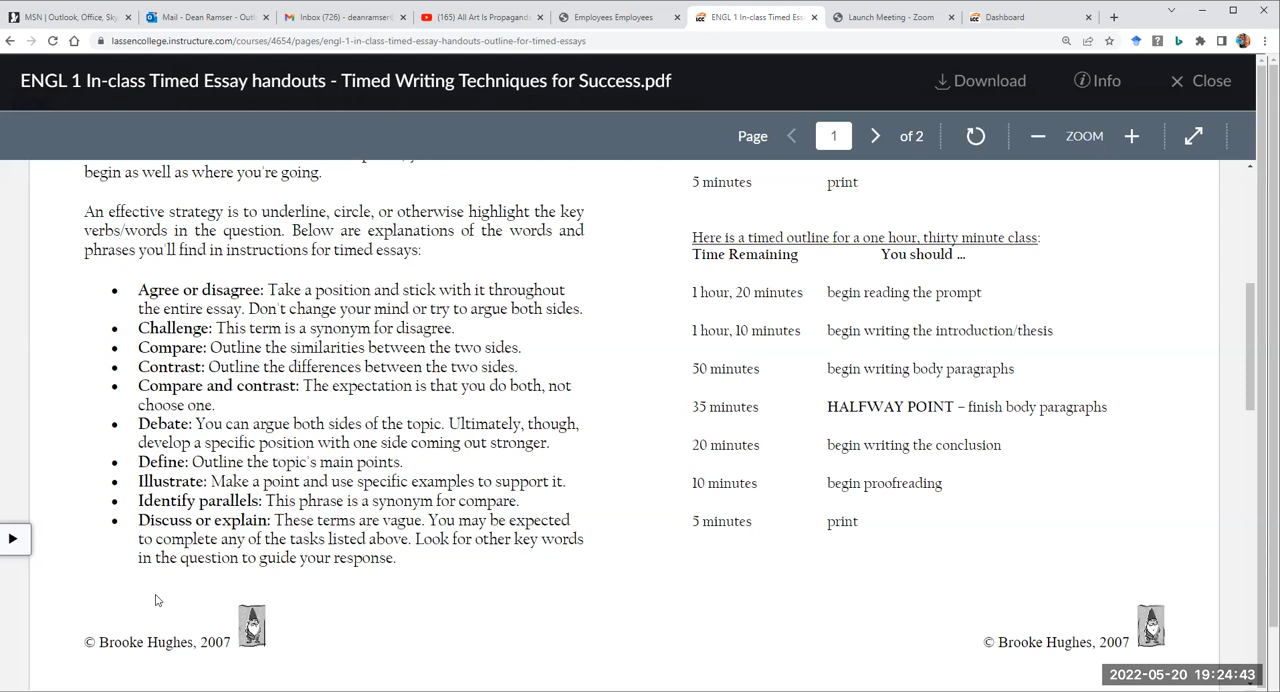 MSN | Outlook, Office, Sky
Mail - Dean Ramser - Outl
Inbox (726) - deanramser@
(165) All Art Is Propagand
Employees Employees
ENGL 1 In-class Timed Ess
Launch Meeting - Zoom
Dashboard
lassencollege.instructure.com/courses/4654/pages/engl-1-in-class-timed-essay-handouts-outline-for-timed-essays
ENGL 1 In-class Timed Essay handouts - Timed Writing Techniques for Success.pdf
Download
Info
Close
Page 1 of 2
ZOOM
begin as well as where you're going.
An effective strategy is to underline, circle, or otherwise highlight the key
verbs/words in the question. Below are explanations of the words and
phrases you'll find in instructions for timed essays:
• Agree or disagree: Take a position and stick with it throughout
the entire essay. Don't change your mind or try to argue both sides.
• Challenge: This term is a synonym for disagree.
• Compare: Outline the similarities between the two sides.
• Contrast: Outline the differences between the two sides.
• Compare and contrast: The expectation is that you do both, not
choose one.
• Debate: You can argue both sides of the topic. Ultimately, though,
develop a specific position with one side coming out stronger.
• Define: Outline the topic's main points.
• Illustrate: Make a point and use specific examples to support it.
• Identify parallels: This phrase is a synonym for compare.
• Discuss or explain: These terms are vague. You may be expected
to complete any of the tasks listed above. Look for other key words
in the question to guide your response.
© Brooke Hughes, 2007
5 minutes print
Here is a timed outline for a one hour, thirty minute class:
Time Remaining You should ...
1 hour, 20 minutes begin reading the prompt
1 hour, 10 minutes begin writing the introduction/thesis
50 minutes begin writing body paragraphs
35 minutes HALFWAY POINT – finish body paragraphs
20 minutes begin writing the conclusion
10 minutes begin proofreading
5 minutes print
© Brooke Hughes, 2007
2022-05-20 19:24:43